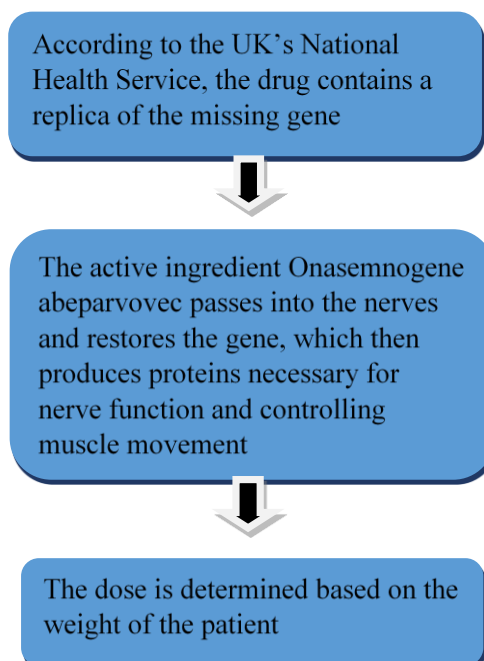 According to the UK’s National
Health Service, the drug contains a
replica of the missing gene
The active ingredient Onasemnogene
abeparvovec passes into the nerves
and restores the gene, which then
produces proteins necessary for
nerve function and controlling
muscle movement
The dose is determined based on the
weight of the patient